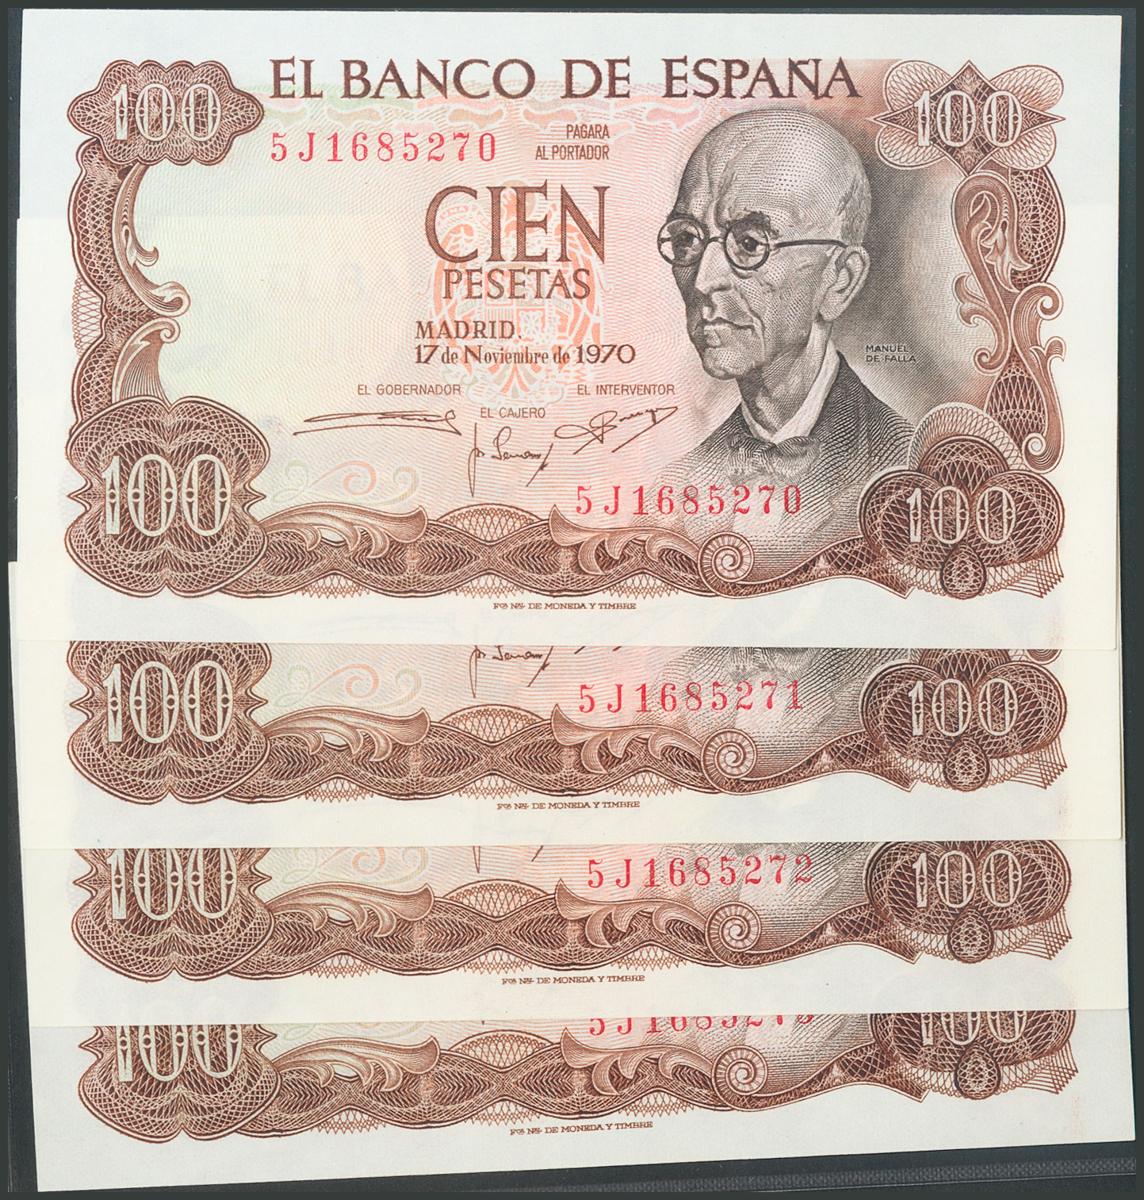 EL BANCO DE ESPAÑA
100
100
5J1685270
PAGARA
AL PORTADOR
CIEN
PESETAS
MADRID.
17 de Noviembre de 1970
MANUEL
DE FALLA
EL GOBERNADOR
EL INTERVENTOR
EL CAJERO
100
5J1685270
100
Fca Nal DE MONEDA Y TIMBRE
100
5J1685271
100
Fca Nal DE MONEDA Y TIMBRE
100
5J1685272
100
Fca Nal DE MONEDA Y TIMBRE
100
100
Fca Nal DE MONEDA Y TIMBRE